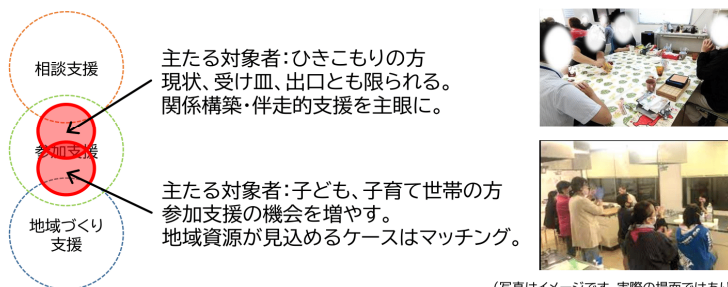 相談支援
参加支援
地域づくり
支援
主たる対象者：ひきこもりの方
現状、受け皿、出口とも限られる。
関係構築・伴走的支援を主眼に。
主たる対象者：子ども、子育て世帯の方
参加支援の機会を増やす。
地域資源が見込めるケースはマッチング。
（写真はイメージです。実際の場面ではあり